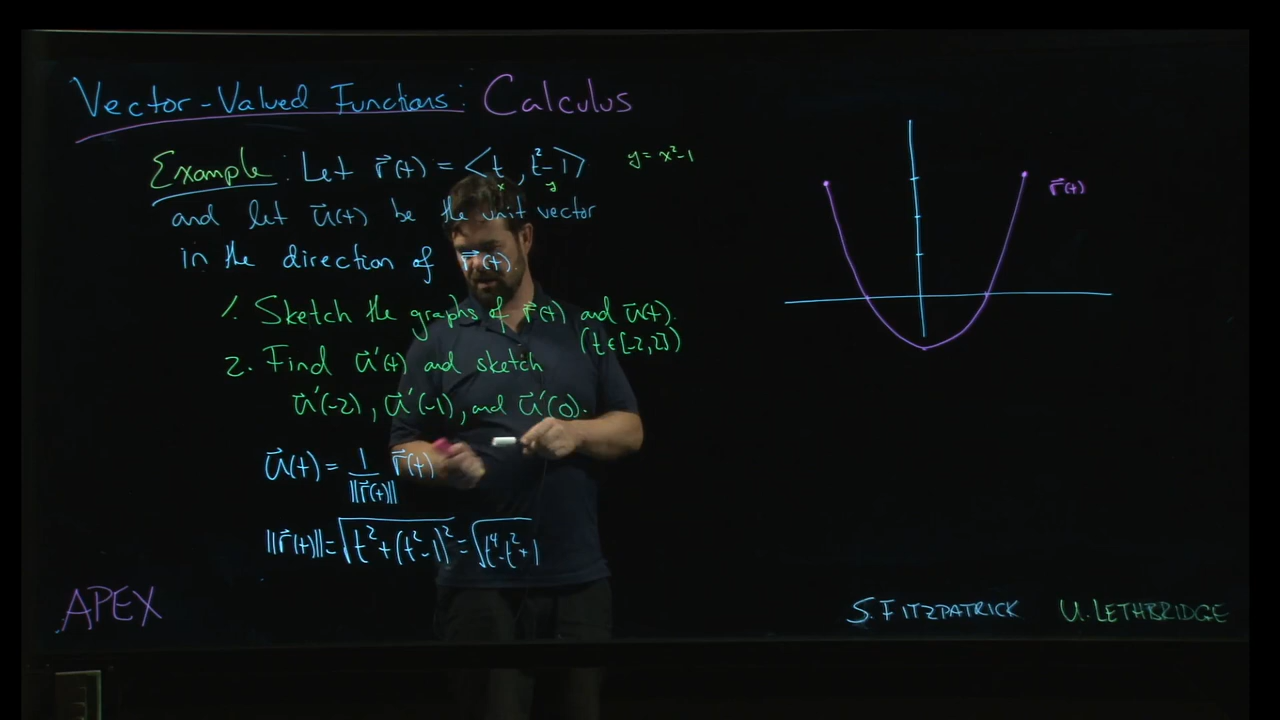 Vector-Valued Functions: Calculus
Example: Let r⃗(t) = ⟨t, t²-1⟩ y = x²-1
x y
and let u⃗(t) be the unit vector
in the direction of r⃗(t).
1. Sketch the graphs of r⃗(t) and u⃗(t).
(t ∈ [-2,2])
2. Find u⃗'(t) and sketch
u⃗'(-2), u⃗'(-1), and u⃗'(0).
u⃗(t) = 1/||r⃗(t)|| r⃗(t)
||r⃗(t)|| = √(t²+(t²-1)²) = √(t⁴-t²+1)
r⃗(t)
APEX
S. FITZPATRICK U. LETHBRIDGE